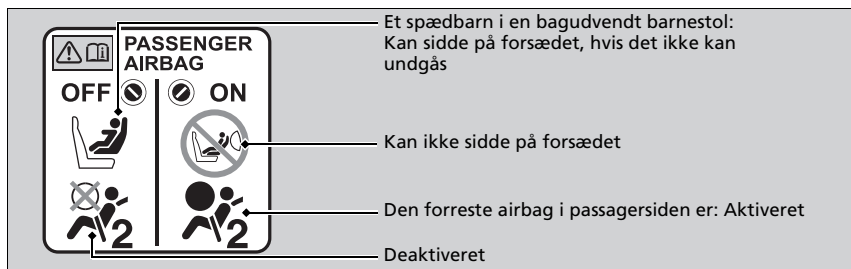 PASSENGER
AIRBAG
OFF ON
2 2
Et spædbarn i en bagudvendt barnestol:
Kan sidde på forsædet, hvis det ikke kan
undgås
Kan ikke sidde på forsædet
Den forreste airbag i passagersiden er: Aktiveret
Deaktiveret